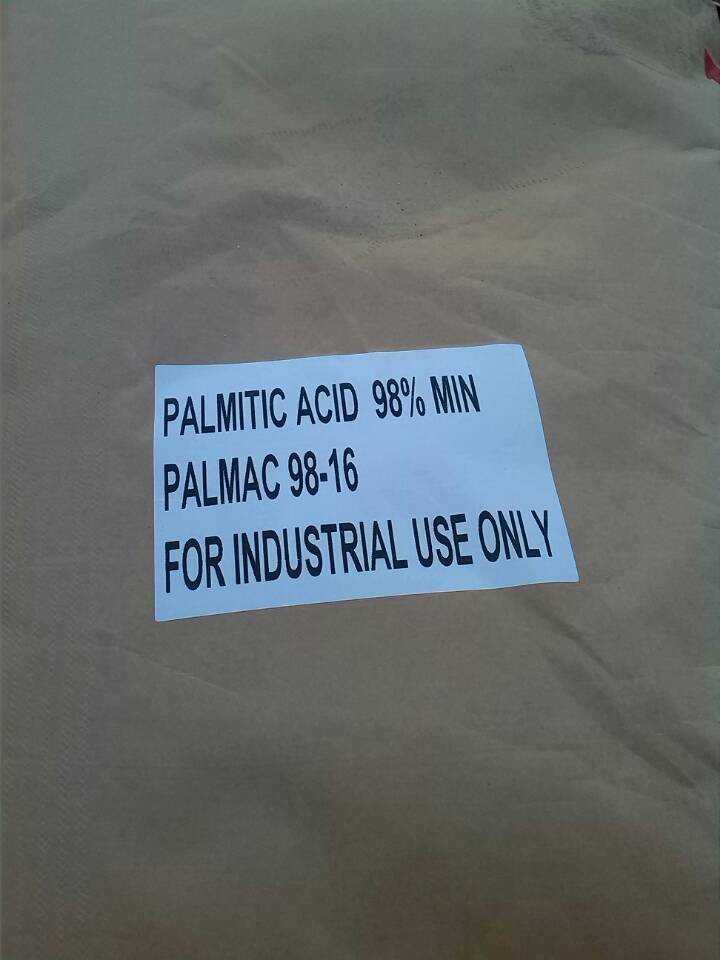 PALMITIC ACID 98% MIN
PALMAC 98-16
FOR INDUSTRIAL USE ONLY